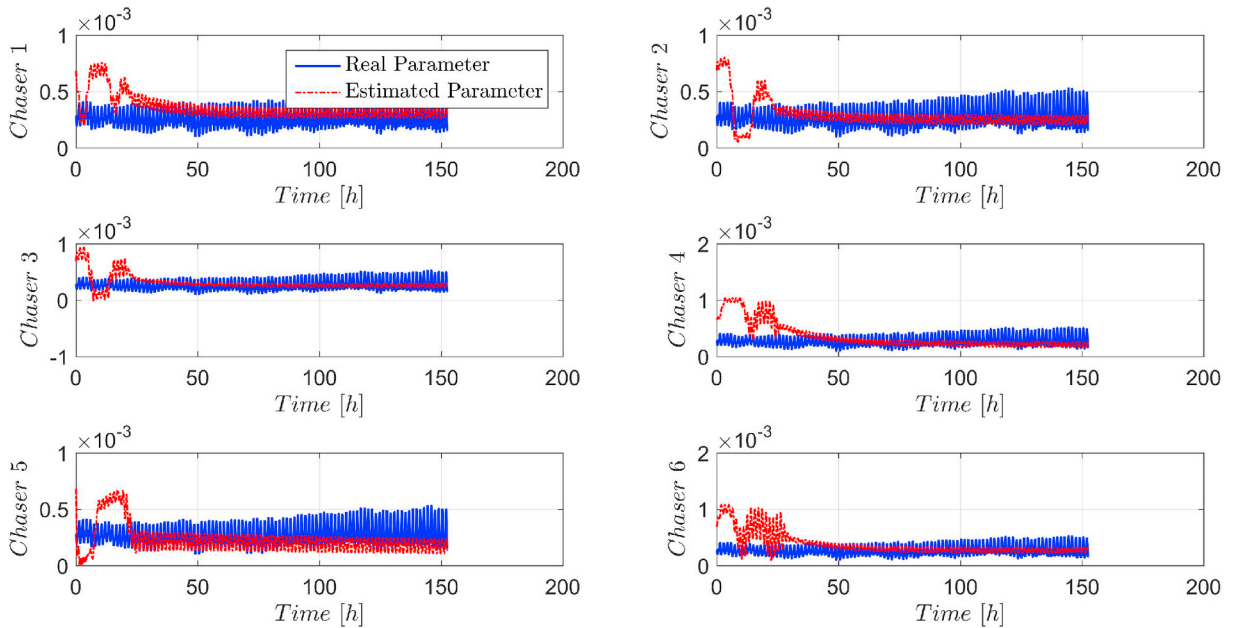 ×10^-3
Chaser 1
1
0.5
0
Real Parameter
Estimated Parameter
0 50 100 150 200
Time [h]
×10^-3
Chaser 2
1
0.5
0
0 50 100 150 200
Time [h]
×10^-3
Chaser 3
1
0
-1
0 50 100 150 200
Time [h]
×10^-3
Chaser 4
2
1
0
0 50 100 150 200
Time [h]
×10^-3
Chaser 5
1
0.5
0
0 50 100 150 200
Time [h]
×10^-3
Chaser 6
2
1
0
0 50 100 150 200
Time [h]